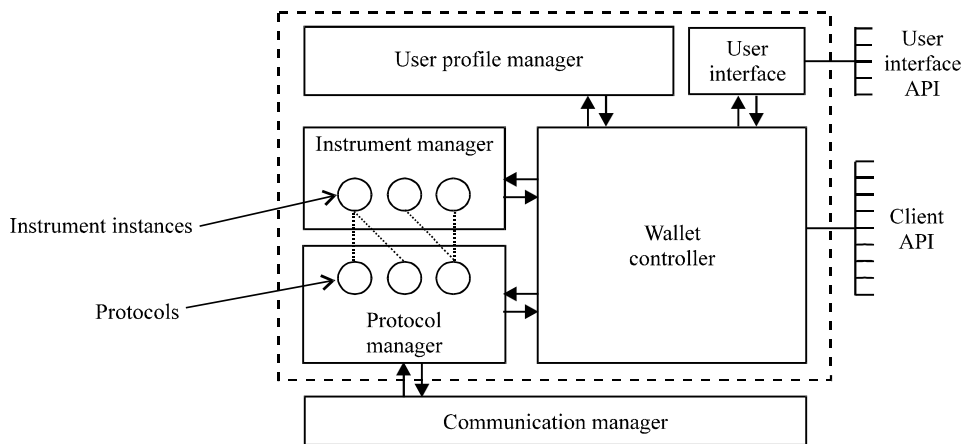 User profile manager
User
interface
User
interface
API
Instrument manager
Instrument instances
Wallet
controller
Client
API
Protocols
Protocol
manager
Communication manager